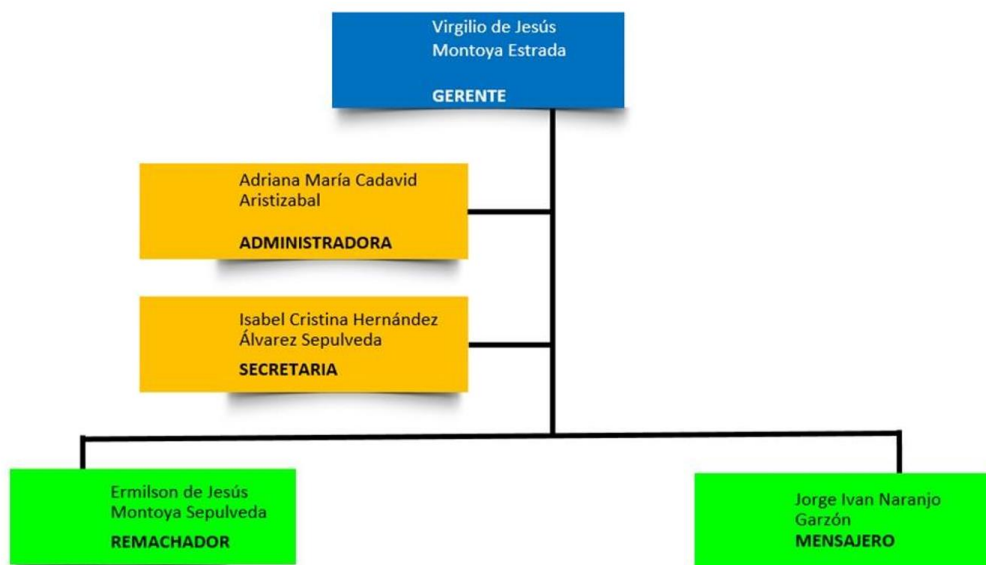 Virgilio de Jesús
Montoya Estrada
GERENTE
Adriana María Cadavid
Aristizabal
ADMINISTRADORA
Isabel Cristina Hernández
Álvarez Sepulveda
SECRETARIA
Ermilson de Jesús
Montoya Sepulveda
REMACHADOR
Jorge Ivan Naranjo
Garzón
MENSAJERO